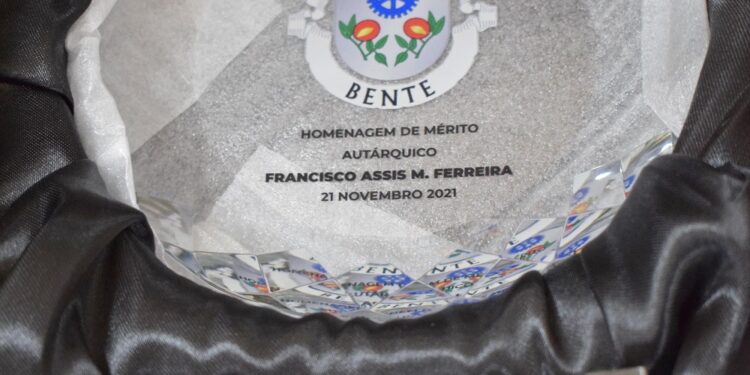 BENTE
HOMENAGEM DE MÉRITO
AUTÁRQUICO
FRANCISCO ASSIS M. FERREIRA
21 NOVEMBRO 2021